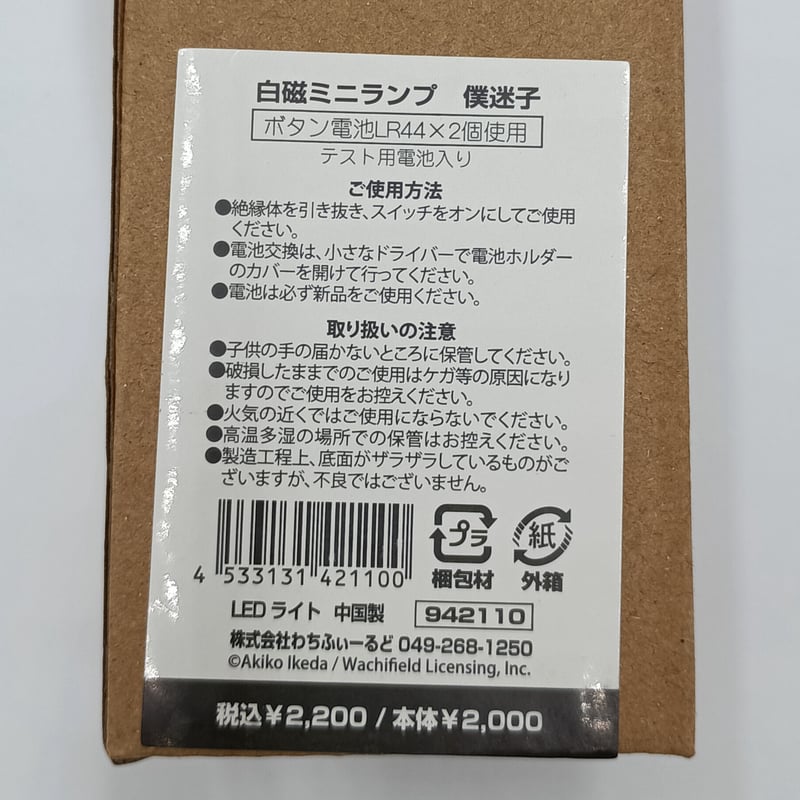 白磁ミニランプ　僕迷子
ボタン電池LR44×2個使用
テスト用電池入り
ご使用方法
●絶縁体を引き抜き、スイッチをオンにしてご使用
ください。
●電池交換は、小さなドライバーで電池ホルダー
のカバーを開けて行ってください。
●電池は必ず新品をご使用ください。
取り扱いの注意
●子供の手の届かないところに保管してください。
●破損したままでのご使用はケガ等の原因になり
ますのでご使用をお控えください。
●火気の近くではご使用にならないでください。
●高温多湿の場所での保管はお控えください。
●製造工程上、底面がザラザラしているものがご
ざいますが、不良ではございません。
4 533131 421100
プラ 紙
梱包材 外箱
LED ライト 中国製 942110
株式会社わちふぃーるど 049-268-1250
©Akiko Ikeda / Wachifield Licensing, Inc.
税込¥2,200 / 本体¥2,000